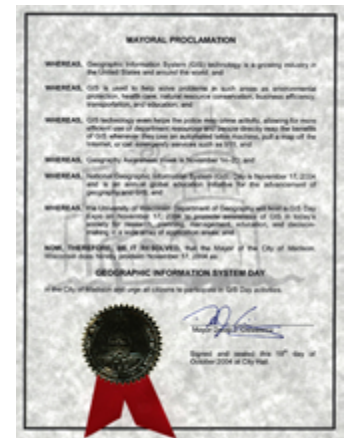 MAYORAL PROCLAMATION
WHEREAS, Geographic Information System (GIS) technology is a growing industry in
the United States and around the world; and
WHEREAS, GIS is used to help solve problems in such areas as environmental
protection, health care, natural resource conservation, business efficiency,
transportation, and education; and
WHEREAS, GIS technology even helps the police map crime activity, allowing for more
efficient use of department resources and people directly reap the benefits
of GIS whenever they use an automated teller machine, pull a map off the
Internet, or call emergency services such as 911; and
WHEREAS, Geography Awareness Week is November 14-20; and
WHEREAS, National Geographic Information System (GIS) Day is November 17, 2004
and is an annual global education initiative for the advancement of
geography and GIS; and
WHEREAS, the University of Wisconsin Department of Geography will hold a GIS Day
Expo on November 17, 2004 to promote awareness of GIS in today's
society for research, planning, management, education, and decision-
making in a wide array of application areas; and
NOW, THEREFORE, BE IT RESOLVED, that the Mayor of the City of Madison,
Wisconsin does hereby proclaim November 17, 2004 as:
GEOGRAPHIC INFORMATION SYSTEM DAY
in the City of Madison and urge all citizens to participate in GIS Day activities.
Mayor
Signed and sealed this 19th day of
October 2004 at City Hall.